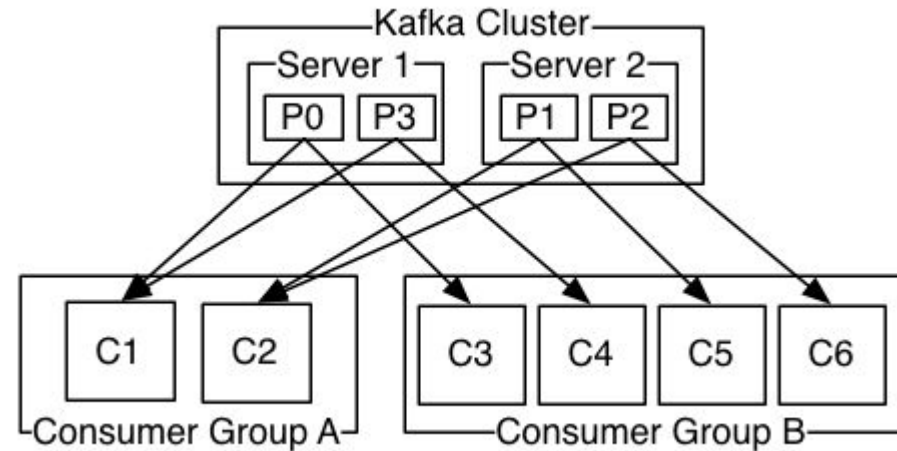 Kafka Cluster
Server 1 Server 2
P0 P3 P1 P2
C1 C2 C3 C4 C5 C6
Consumer Group A Consumer Group B